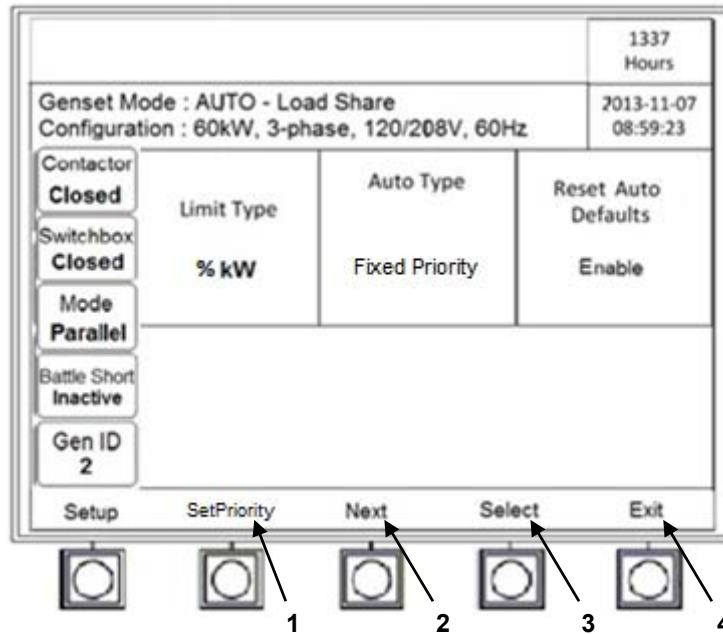 1337
Hours
Genset Mode : AUTO - Load Share
Configuration : 60kW, 3-phase, 120/208V, 60Hz
2013-11-07
08:59:23
Contactor
Closed
Switchbox
Closed
Mode
Parallel
Battle Short
Inactive
Gen ID
2
Limit Type
% kW
Auto Type
Fixed Priority
Reset Auto
Defaults
Enable
Setup SetPriority Next Select Exit
1 2 3 4